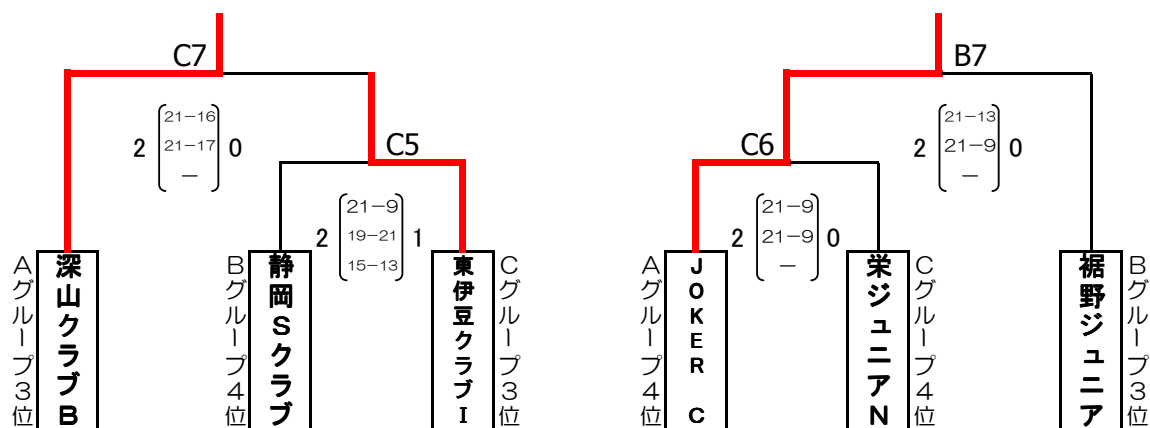 C7
B7
21-16
2 21-17 0
-
21-13
2 21-9 0
-
C5
C6
21-9
2 19-21 1
15-13
21-9
2 21-9 0
-
Aグループ3位
深山クラブB
Bグループ4位
静岡Sクラブ
東伊豆クラブI
Cグループ3位
Aグループ4位
JOKER C
栄ジュニアN
Cグループ4位
裾野ジュニア
Bグループ3位